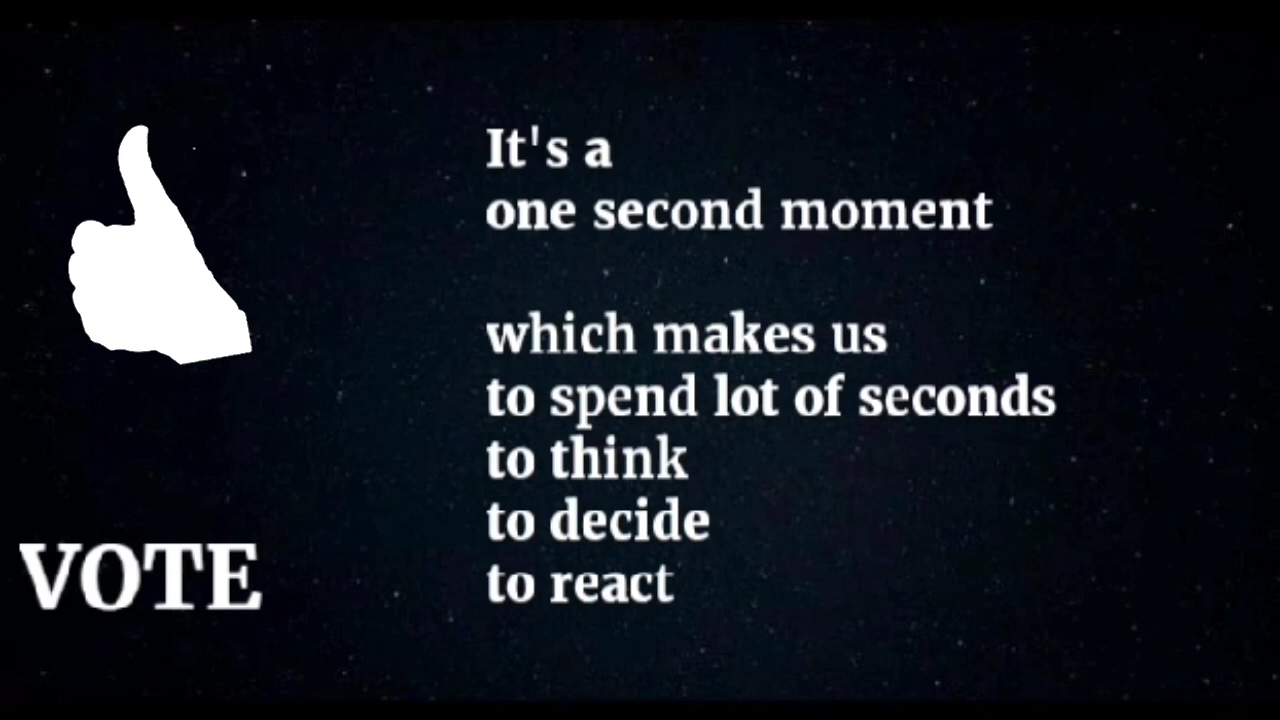 It's a
one second moment
which makes us
to spend lot of seconds
to think
to decide
to react
VOTE